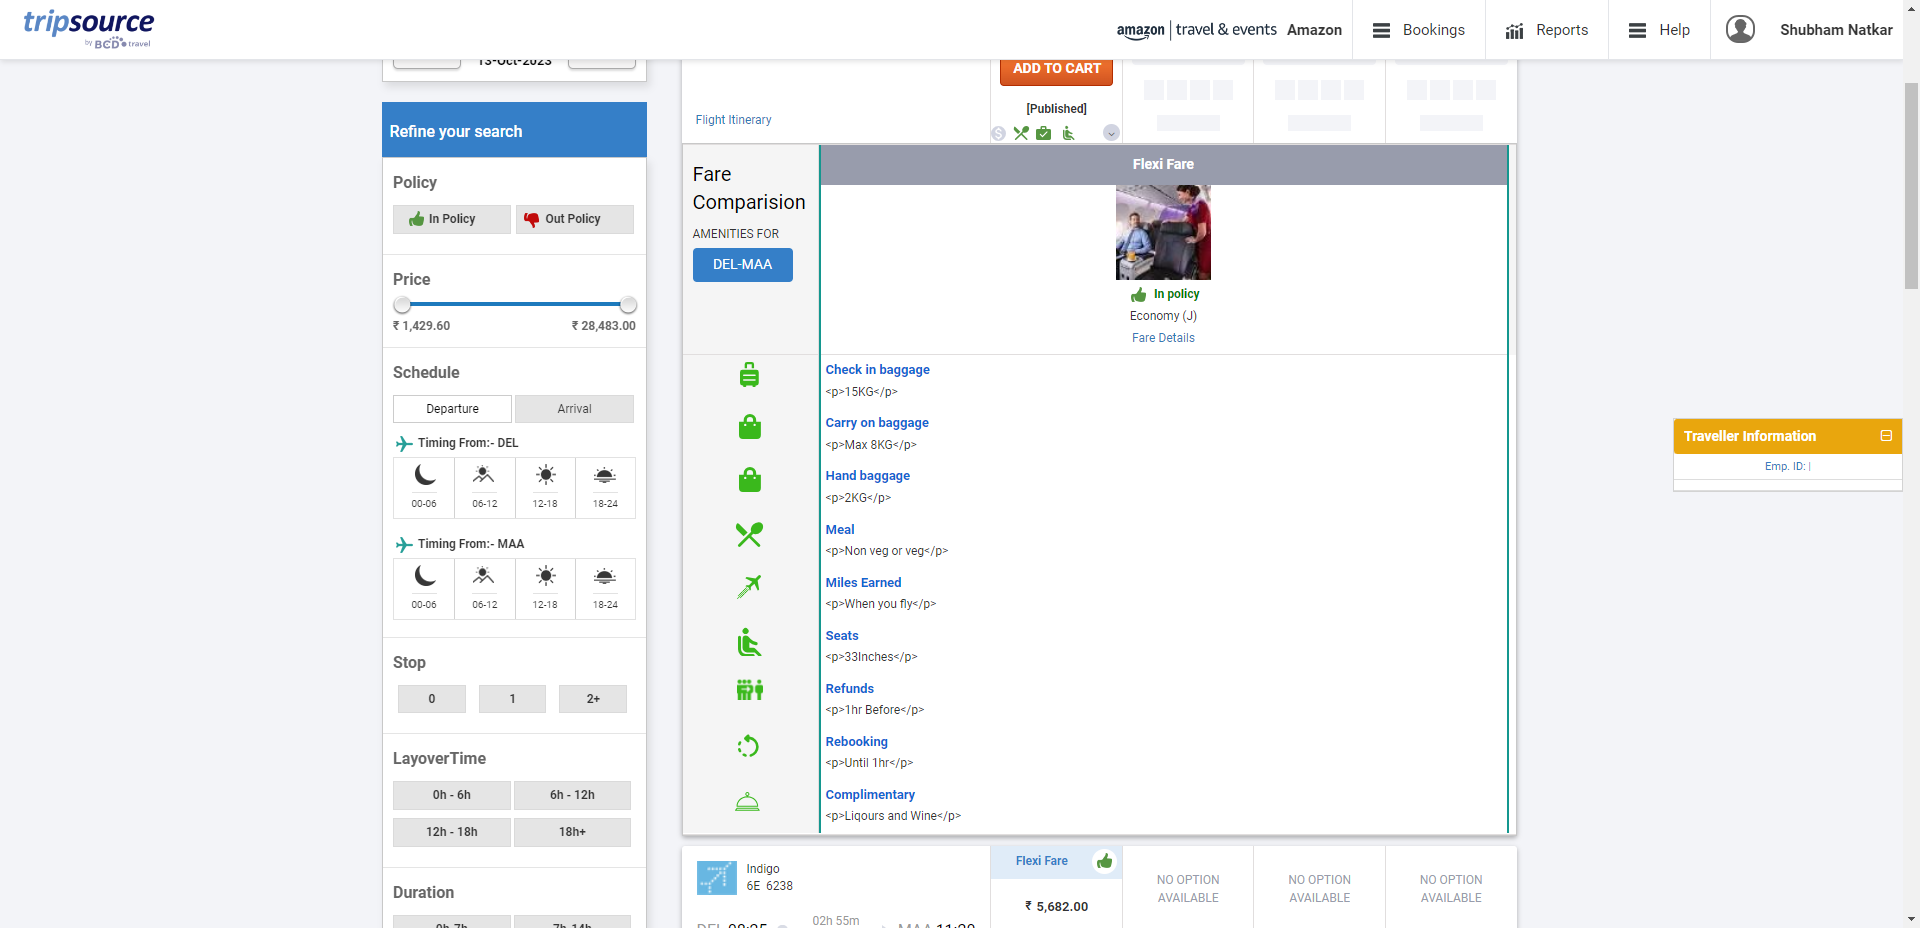 tripsource
by BCD travel
amazon | travel & events Amazon
Bookings
Reports
Help
Shubham Natkar
13-Oct-2023
Refine your search
Policy
In Policy
Out Policy
Price
₹ 1,429.60
₹ 28,483.00
Schedule
Departure
Arrival
Timing From:- DEL
00-06
06-12
12-18
18-24
Timing From:- MAA
00-06
06-12
12-18
18-24
Stop
0
1
2+
LayoverTime
0h - 6h
6h - 12h
12h - 18h
18h+
Duration
0h-7h
7h-14h
ADD TO CART
[Published]
Flight Itinerary
Fare
Comparision
AMENITIES FOR
DEL-MAA
Flexi Fare
In policy
Economy (J)
Fare Details
Check in baggage
<p>15KG</p>
Carry on baggage
<p>Max 8KG</p>
Hand baggage
<p>2KG</p>
Meal
<p>Non veg or veg</p>
Miles Earned
<p>When you fly</p>
Seats
<p>33Inches</p>
Refunds
<p>1hr Before</p>
Rebooking
<p>Until 1hr</p>
Complimentary
<p>Liqours and Wine</p>
Indigo
6E 6238
02h 55m
Flexi Fare
₹ 5,682.00
NO OPTION
AVAILABLE
NO OPTION
AVAILABLE
NO OPTION
AVAILABLE
Traveller Information
Emp. ID: |